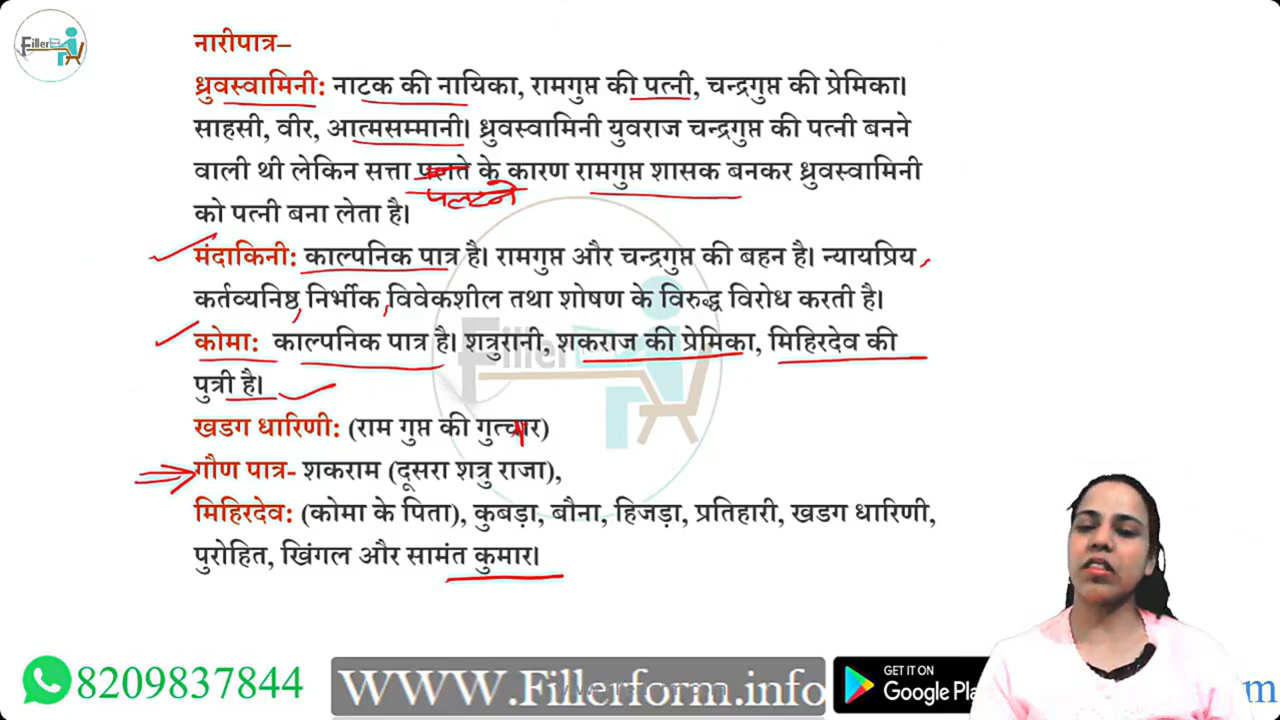 Fillerform
नारीपात्र–
ध्रुवस्वामिनी: नाटक की नायिका, रामगुप्त की पत्नी, चन्द्रगुप्त की प्रेमिका।
साहसी, वीर, आत्मसम्मानी। ध्रुवस्वामिनी युवराज चन्द्रगुप्त की पत्नी बनने
वाली थी लेकिन सत्ता पलते के कारण रामगुप्त शासक बनकर ध्रुवस्वामिनी
पलटने
को पत्नी बना लेता है।
मंदाकिनी: काल्पनिक पात्र है। रामगुप्त और चन्द्रगुप्त की बहन है। न्यायप्रिय,
कर्तव्यनिष्ठ, निर्भीक, विवेकशील तथा शोषण के विरुद्ध विरोध करती है।
कोमा: काल्पनिक पात्र है। शत्रुरानी, शकराज की प्रेमिका, मिहिरदेव की
पुत्री है।
खडग धारिणी: (राम गुप्त की गुत्चार)
गौण पात्र- शकराम (दूसरा शत्रु राजा),
मिहिरदेव: (कोमा के पिता), कुबड़ा, बौना, हिजड़ा, प्रतिहारी, खडग धारिणी,
पुरोहित, खिंगल और सामंत कुमार।
8209837844
WWW.Fillerform.info
GET IT ON
Google Pla
m